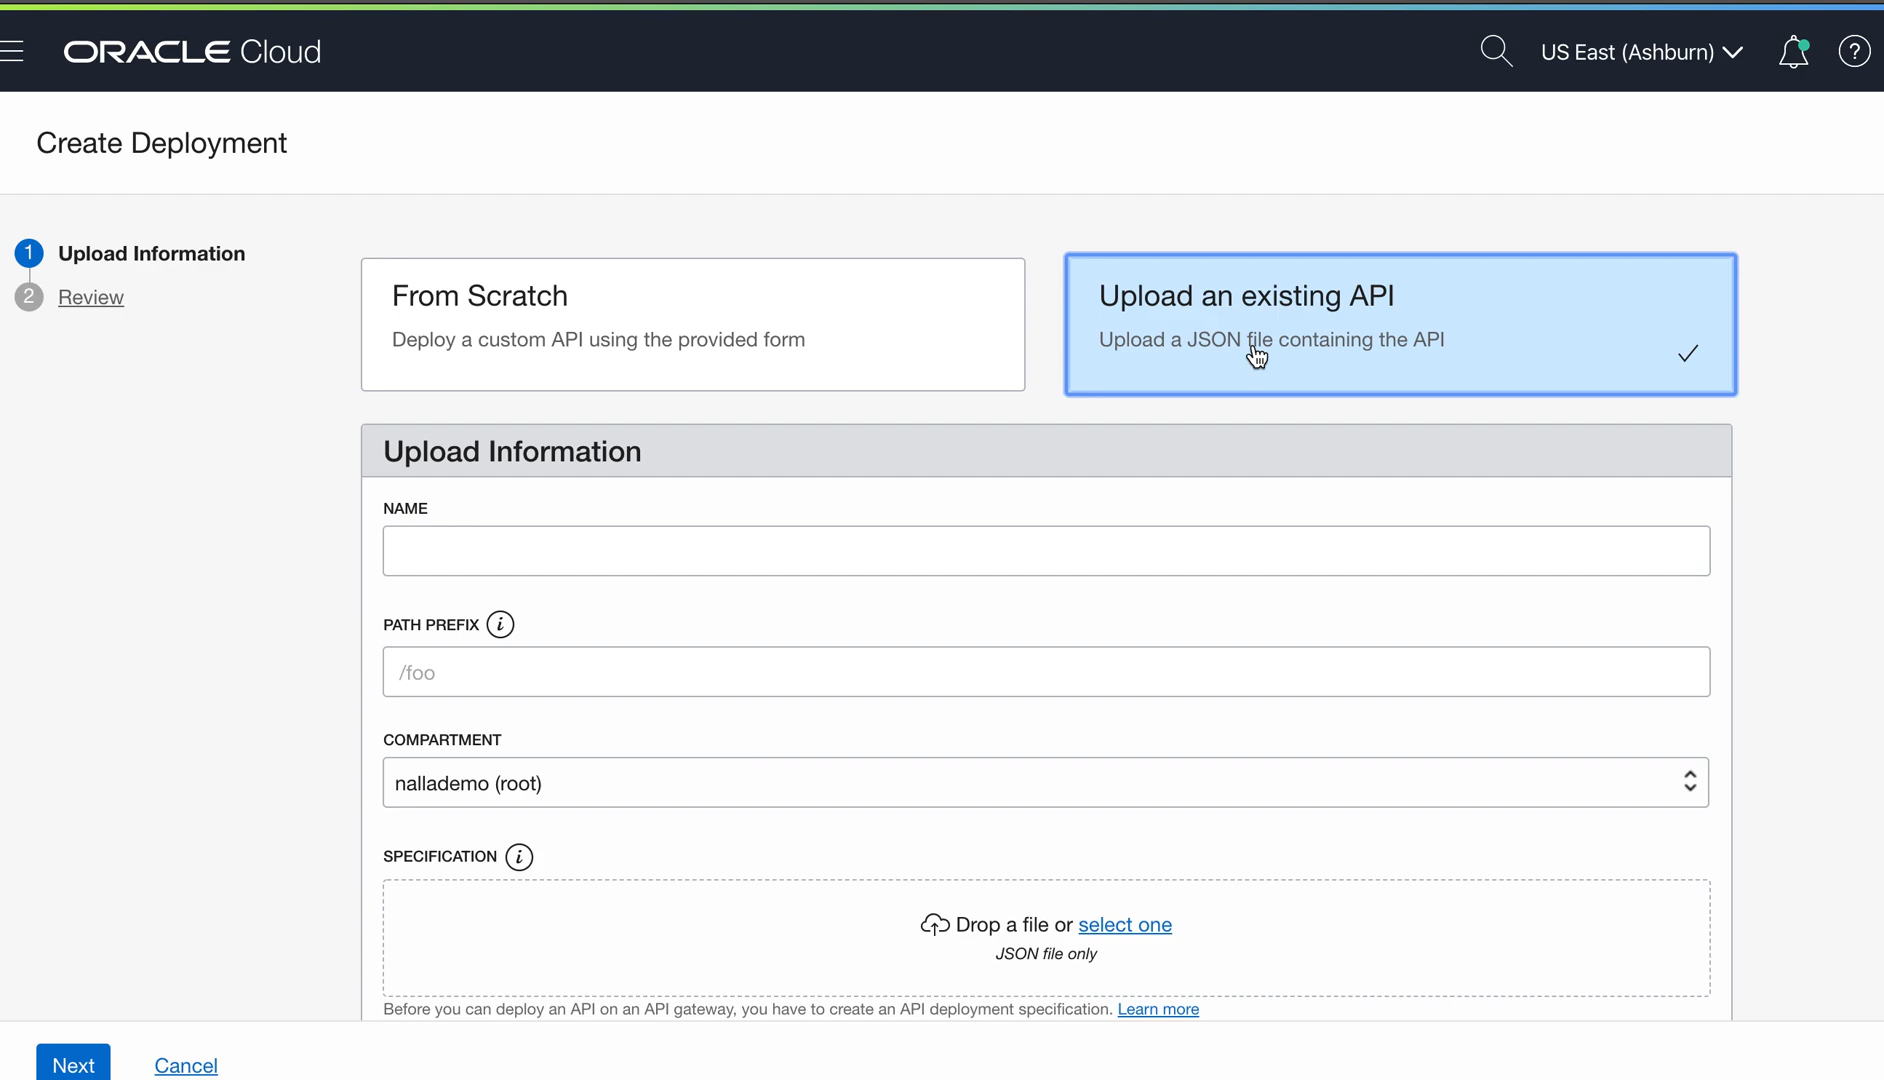 ORACLE Cloud
US East (Ashburn)
?
Create Deployment
1 Upload Information
2 Review
From Scratch
Deploy a custom API using the provided form
Upload an existing API
Upload a JSON file containing the API
Upload Information
NAME
PATH PREFIX i
/foo
COMPARTMENT
nallademo (root)
SPECIFICATION i
Drop a file or select one
JSON file only
Before you can deploy an API on an API gateway, you have to create an API deployment specification. Learn more
Next Cancel